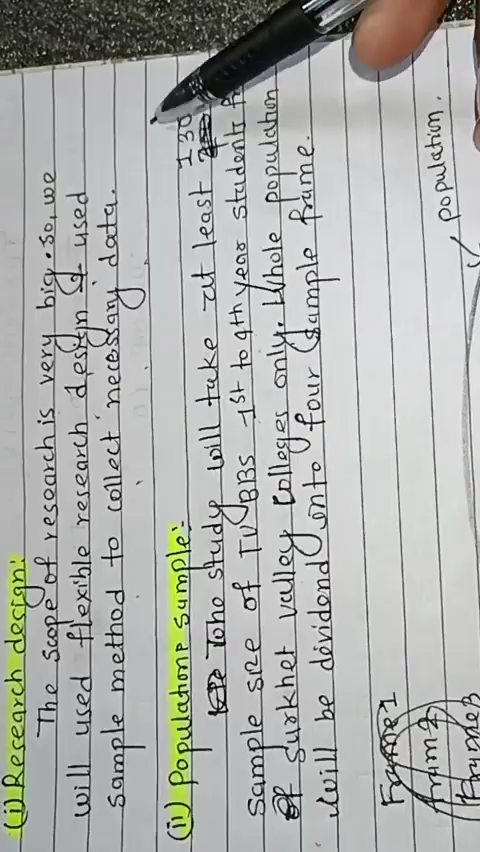 (i) Research design:
The scope of research is very big. so, we
will used flexible research design & used
sample method to collect necessary data.
(ii) Population & sample:-
The study will take at least 130
sample size of TU BBS 1st to 4th year students
of surkhet valley Colleges only. Whole population
will be dividend onto four sample frame.
population.
Frame1
Fram2
Frame3